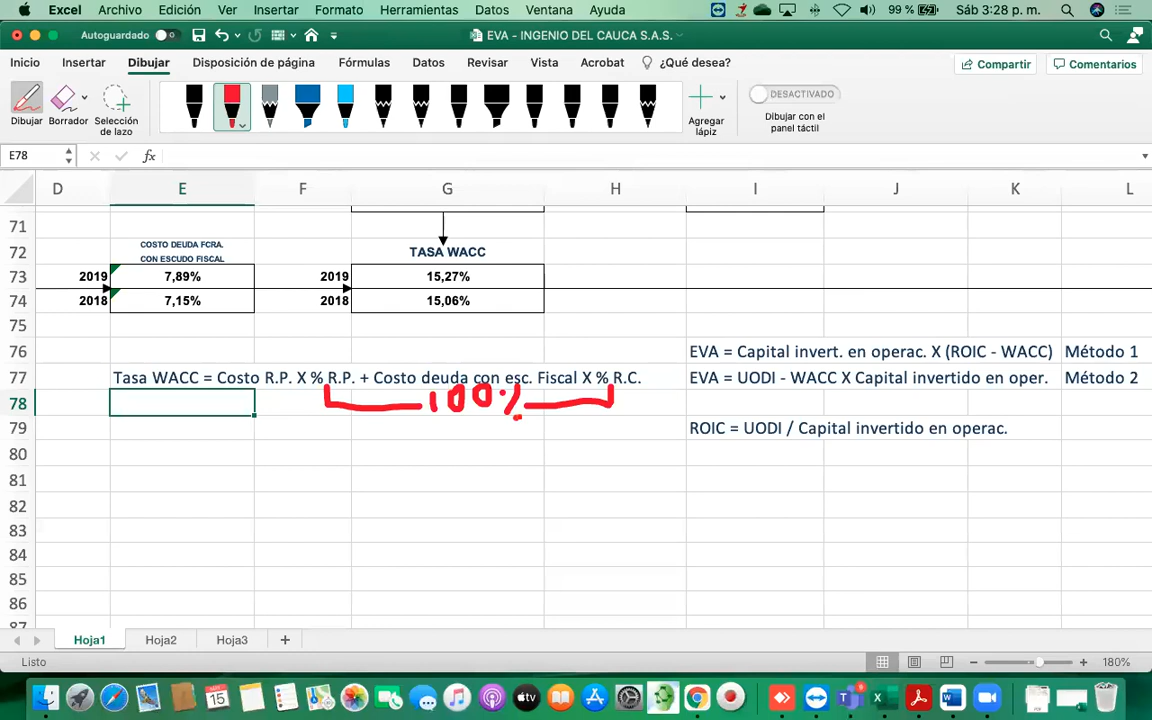 Excel Archivo Edición Ver Insertar Formato Herramientas Datos Ventana Ayuda 99 % Sáb 3:28 p. m.
Autoguardado EVA - INGENIO DEL CAUCA S.A.S.
Inicio Insertar Dibujar Disposición de página Fórmulas Datos Revisar Vista Acrobat ¿Qué desea? Compartir Comentarios
DESACTIVADO
Dibujar Borrador Selección de lazo Agregar lápiz Dibujar con el panel táctil
E78 fx
D E F G H I J K L
71
72 COSTO DEUDA FCRA. CON ESCUDO FISCAL TASA WACC
73 2019 7,89% 2019 15,27%
74 2018 7,15% 2018 15,06%
75
76 EVA = Capital invert. en operac. X (ROIC - WACC) Método 1
77 Tasa WACC = Costo R.P. X % R.P. + Costo deuda con esc. Fiscal X % R.C. EVA = UODI - WACC X Capital invertido en oper. Método 2
78 100%
79 ROIC = UODI / Capital invertido en operac.
80
81
82
83
84
85
86
87
Hoja1 Hoja2 Hoja3 +
Listo 180%
15